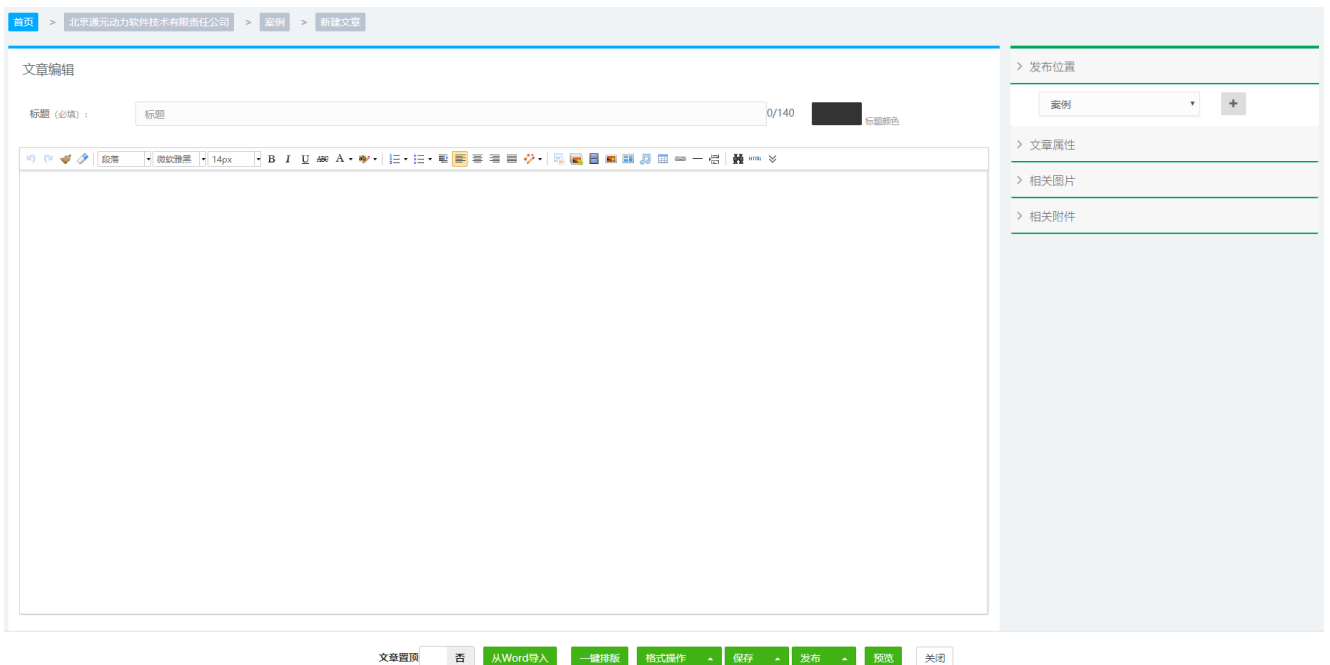 首页 > 北京通元动力软件技术有限责任公司 > 案例 > 新建文章
文章编辑
标题（必填）: 标题 0/140 标题颜色
段落 微软雅黑 14px B I U ABC A HTML
发布位置
案例 +
文章属性
相关图片
相关附件
文章置顶 否 从Word导入 一键排版 格式操作 保存 发布 预览 关闭